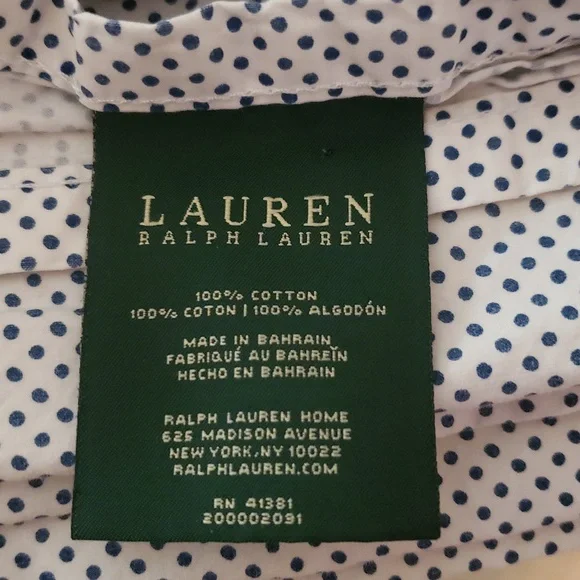 LAUREN
RALPH LAUREN
100% COTTON
100% COTON | 100% ALGODÓN
MADE IN BAHRAIN
FABRIQUÉ AU BAHREÏN
HECHO EN BAHRAIN
RALPH LAUREN HOME
625 MADISON AVENUE
NEW YORK, NY 10022
RALPHLAUREN.COM
RN 41381
200002091